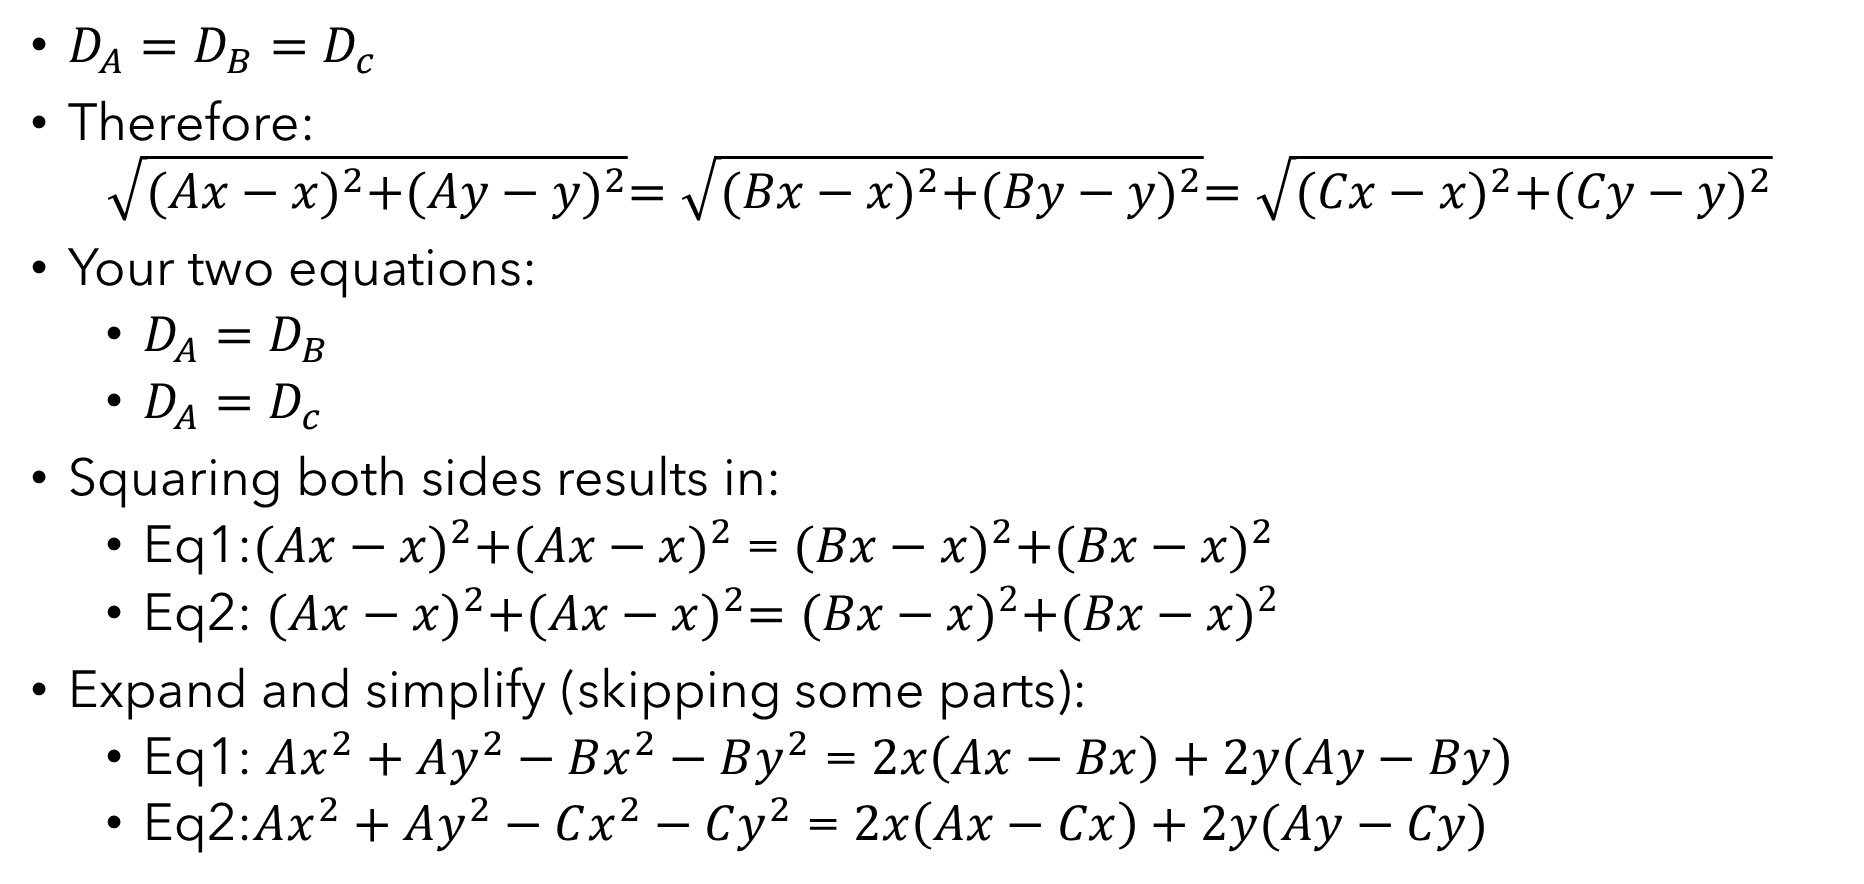 • D_A = D_B = D_c
• Therefore:
√(Ax − x)²+(Ay − y)²= √(Bx − x)²+(By − y)²= √(Cx − x)²+(Cy − y)²
• Your two equations:
• D_A = D_B
• D_A = D_c
• Squaring both sides results in:
• Eq1:(Ax − x)²+(Ax − x)² = (Bx − x)²+(Bx − x)²
• Eq2: (Ax − x)²+(Ax − x)²= (Bx − x)²+(Bx − x)²
• Expand and simplify (skipping some parts):
• Eq1: Ax² + Ay² − Bx² − By² = 2x(Ax − Bx) + 2y(Ay − By)
• Eq2:Ax² + Ay² − Cx² − Cy² = 2x(Ax − Cx) + 2y(Ay − Cy)